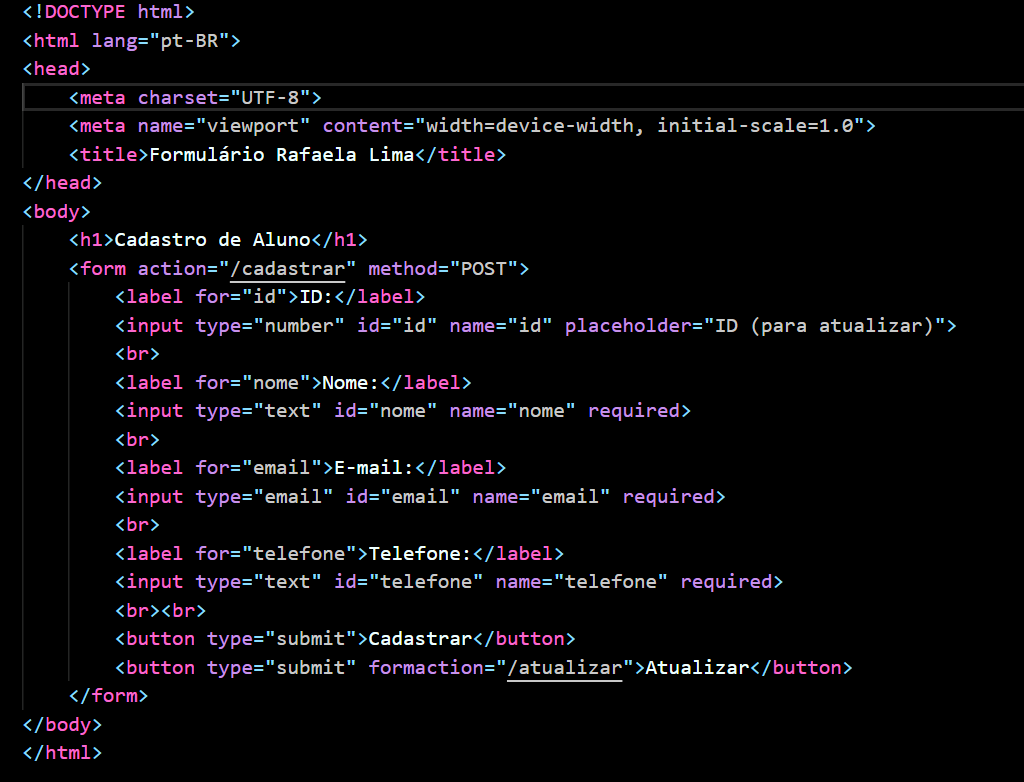 <!DOCTYPE html>
<html lang="pt-BR">
<head>
    <meta charset="UTF-8">
    <meta name="viewport" content="width=device-width, initial-scale=1.0">
    <title>Formulário Rafaela Lima</title>
</head>
<body>
    <h1>Cadastro de Aluno</h1>
    <form action="/cadastrar" method="POST">
        <label for="id">ID:</label>
        <input type="number" id="id" name="id" placeholder="ID (para atualizar)">
        <br>
        <label for="nome">Nome:</label>
        <input type="text" id="nome" name="nome" required>
        <br>
        <label for="email">E-mail:</label>
        <input type="email" id="email" name="email" required>
        <br>
        <label for="telefone">Telefone:</label>
        <input type="text" id="telefone" name="telefone" required>
        <br><br>
        <button type="submit">Cadastrar</button>
        <button type="submit" formaction="/atualizar">Atualizar</button>
    </form>
</body>
</html>